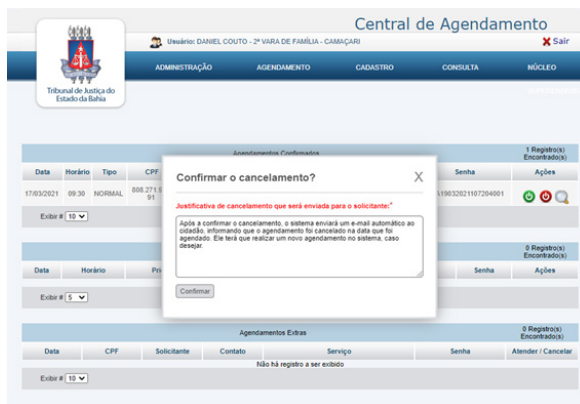 Central de Agendamento
Usuário: DANIEL COUTO - 2ª VARA DE FAMÍLIA - CAMAÇARI
Sair
ADMINISTRAÇÃO AGENDAMENTO CADASTRO CONSULTA NÚCLEO
Tribunal de Justiça do
Estado da Bahia
Agendamentos Confirmados
1 Registro(s)
Encontrado(s)
Data Horário Tipo CPF Senha Ações
17/03/2021 09:30 NORMAL
Exibir # 10
Confirmar o cancelamento? X
Justificativa de cancelamento que será enviada para o solicitante:*
Após a confirmar o cancelamento, o sistema enviará um e-mail automático ao
cidadão, informando que o agendamento foi cancelado na data que foi
agendado. Ele terá que realizar um novo agendamento no sistema, caso
desejar.
Confirmar
0 Registro(s)
Encontrado(s)
Data Horário Senha Ações
Exibir # 5
Agendamentos Extras
0 Registro(s)
Encontrado(s)
Data CPF Solicitante Contato Serviço Senha Atender / Cancelar
Não há registro a ser exibido
Exibir # 10